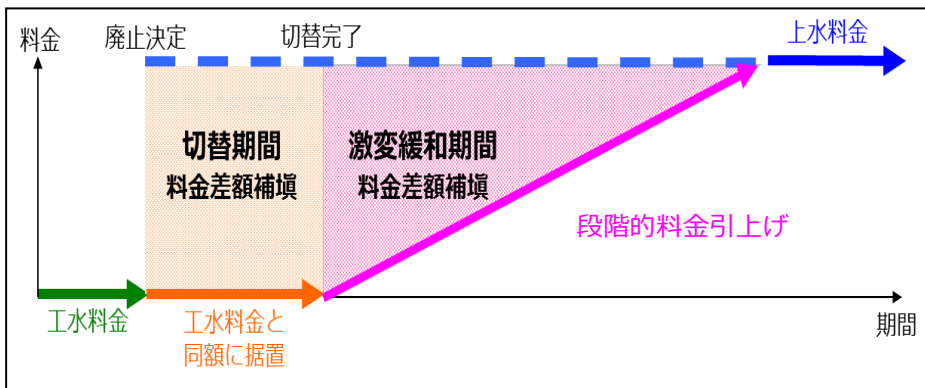 料金
廃止決定
切替完了
上水料金
切替期間
料金差額補塡
激変緩和期間
料金差額補塡
段階的料金引上げ
工水料金
工水料金と
同額に据置
期間